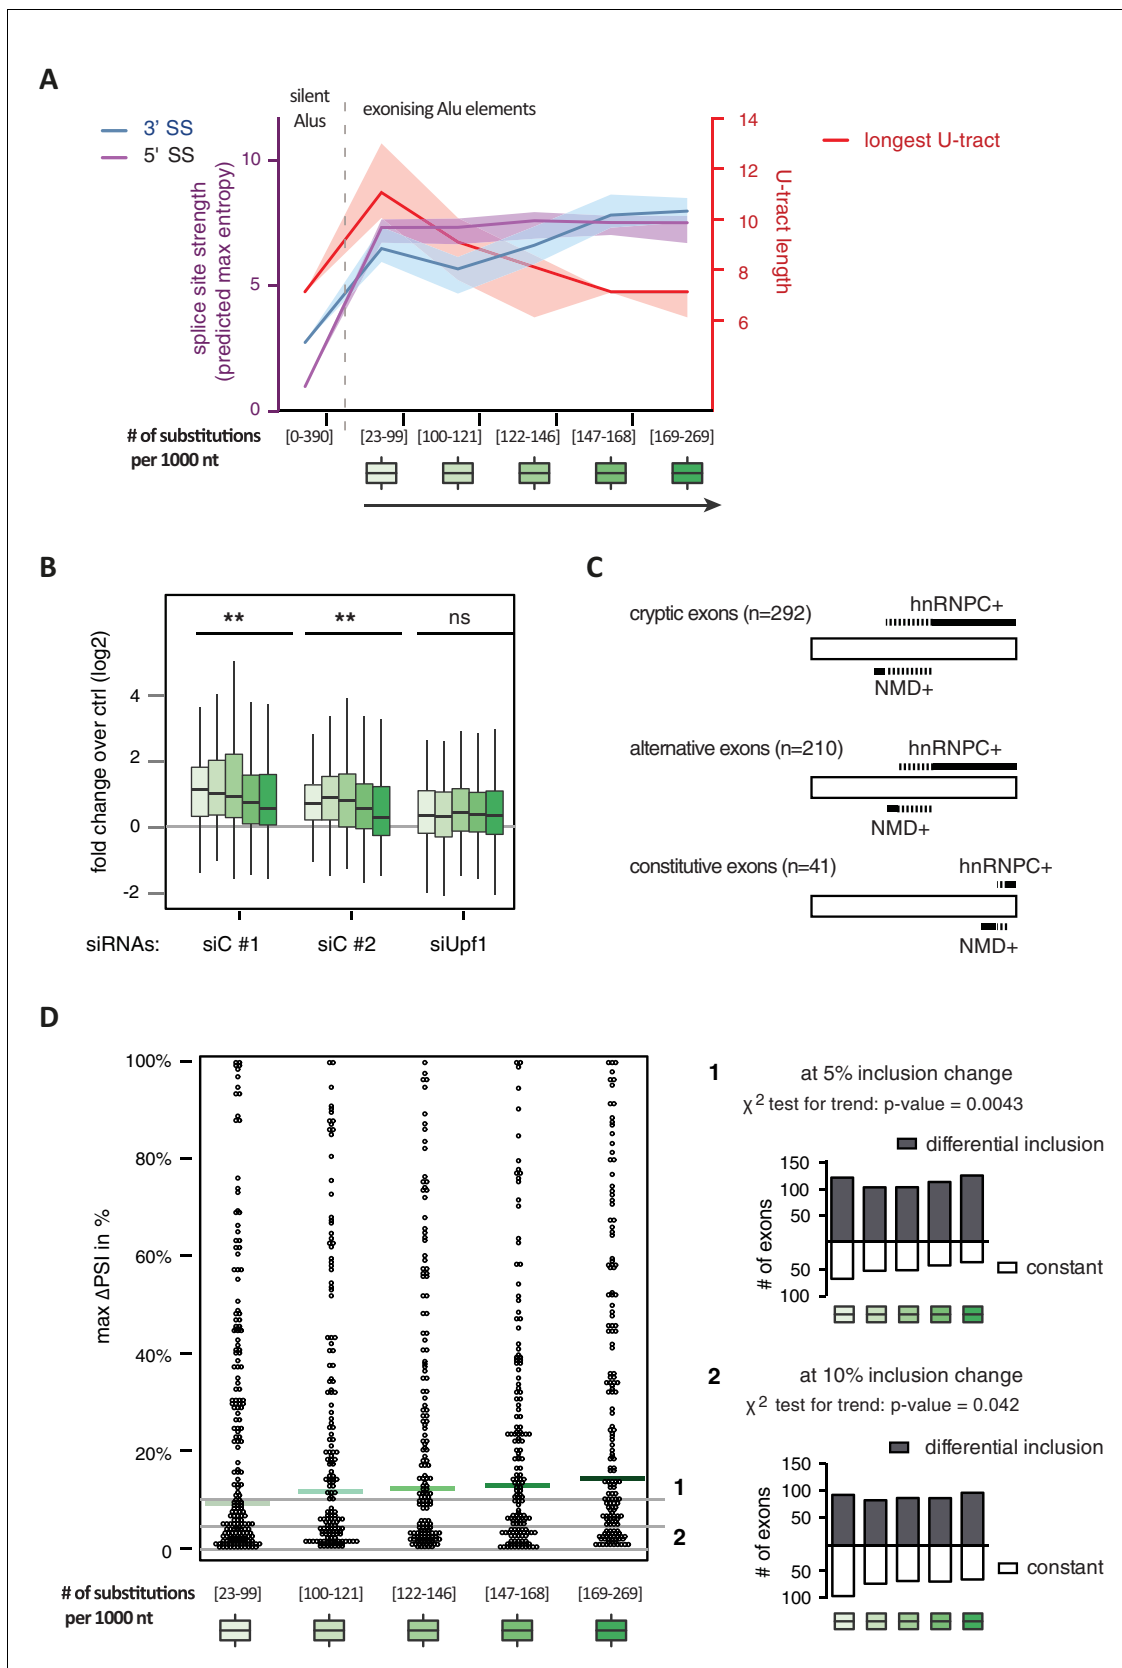 A
silent
Alus
exonising Alu elements
3' SS
5' SS
longest U-tract
splice site strength
(predicted max entropy)
10
5
0
14
12
10
8
6
U-tract length
# of substitutions
per 1000 nt
[0-390]
[23-99]
[100-121]
[122-146]
[147-168]
[169-269]
B
** ** ns
fold change over ctrl (log2)
4
2
0
-2
siRNAs:
siC #1
siC #2
siUpf1
C
cryptic exons (n=292)
hnRNPC+
NMD+
alternative exons (n=210)
hnRNPC+
NMD+
constitutive exons (n=41)
hnRNPC+
NMD+
D
max ΔPSI in %
100%
80%
60%
40%
20%
0
1
2
# of substitutions
per 1000 nt
[23-99]
[100-121]
[122-146]
[147-168]
[169-269]
1
at 5% inclusion change
χ2 test for trend: p-value = 0.0043
differential inclusion
# of exons
150
100
50
50
100
constant
2
at 10% inclusion change
χ2 test for trend: p-value = 0.042
differential inclusion
# of exons
150
100
50
50
100
constant